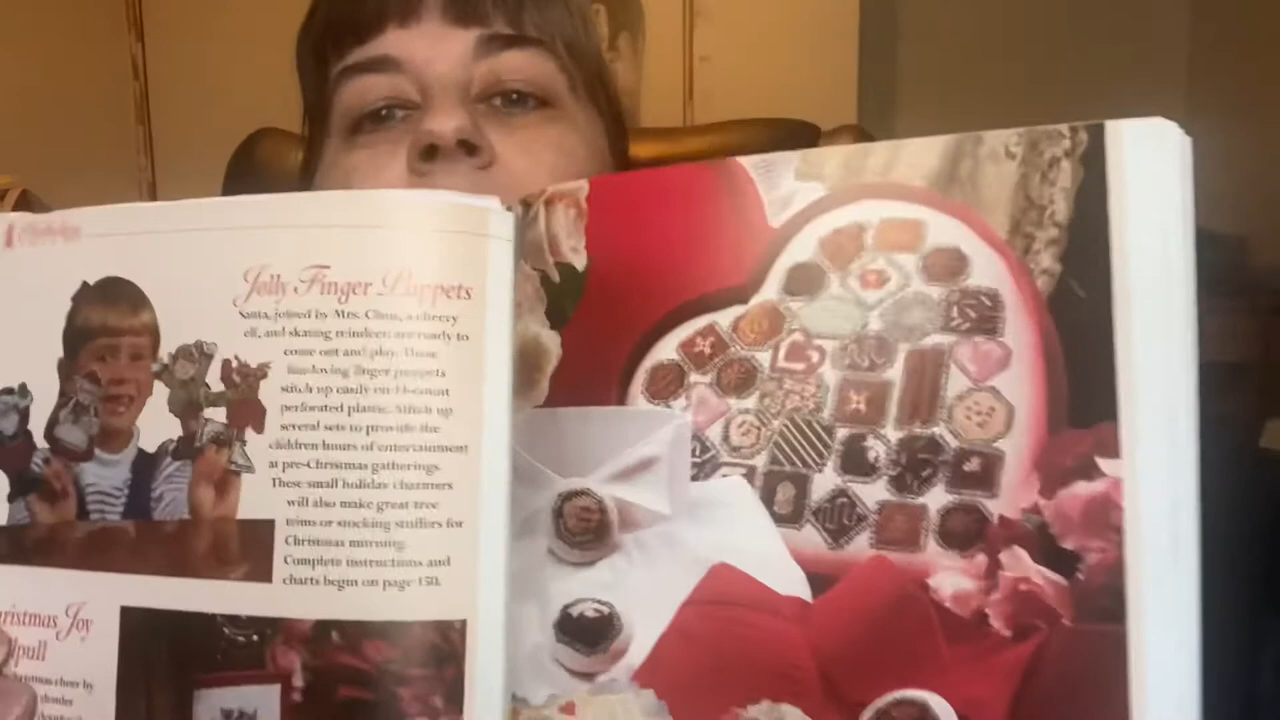 Jolly Finger Puppets
Santa, joined by Mrs. Claus, a cheery
elf, and skating reindeer are ready to
come out and play. These
fun-loving finger puppets
stitch up easily on 14-count
perforated plastic. Stitch up
several sets to provide the
children hours of entertainment
at pre-Christmas gatherings.
These small holiday charmers
will also make great tree
trims or stocking stuffers for
Christmas morning.
Complete instructions and
charts begin on page 150.
ristmas Joy
llpull